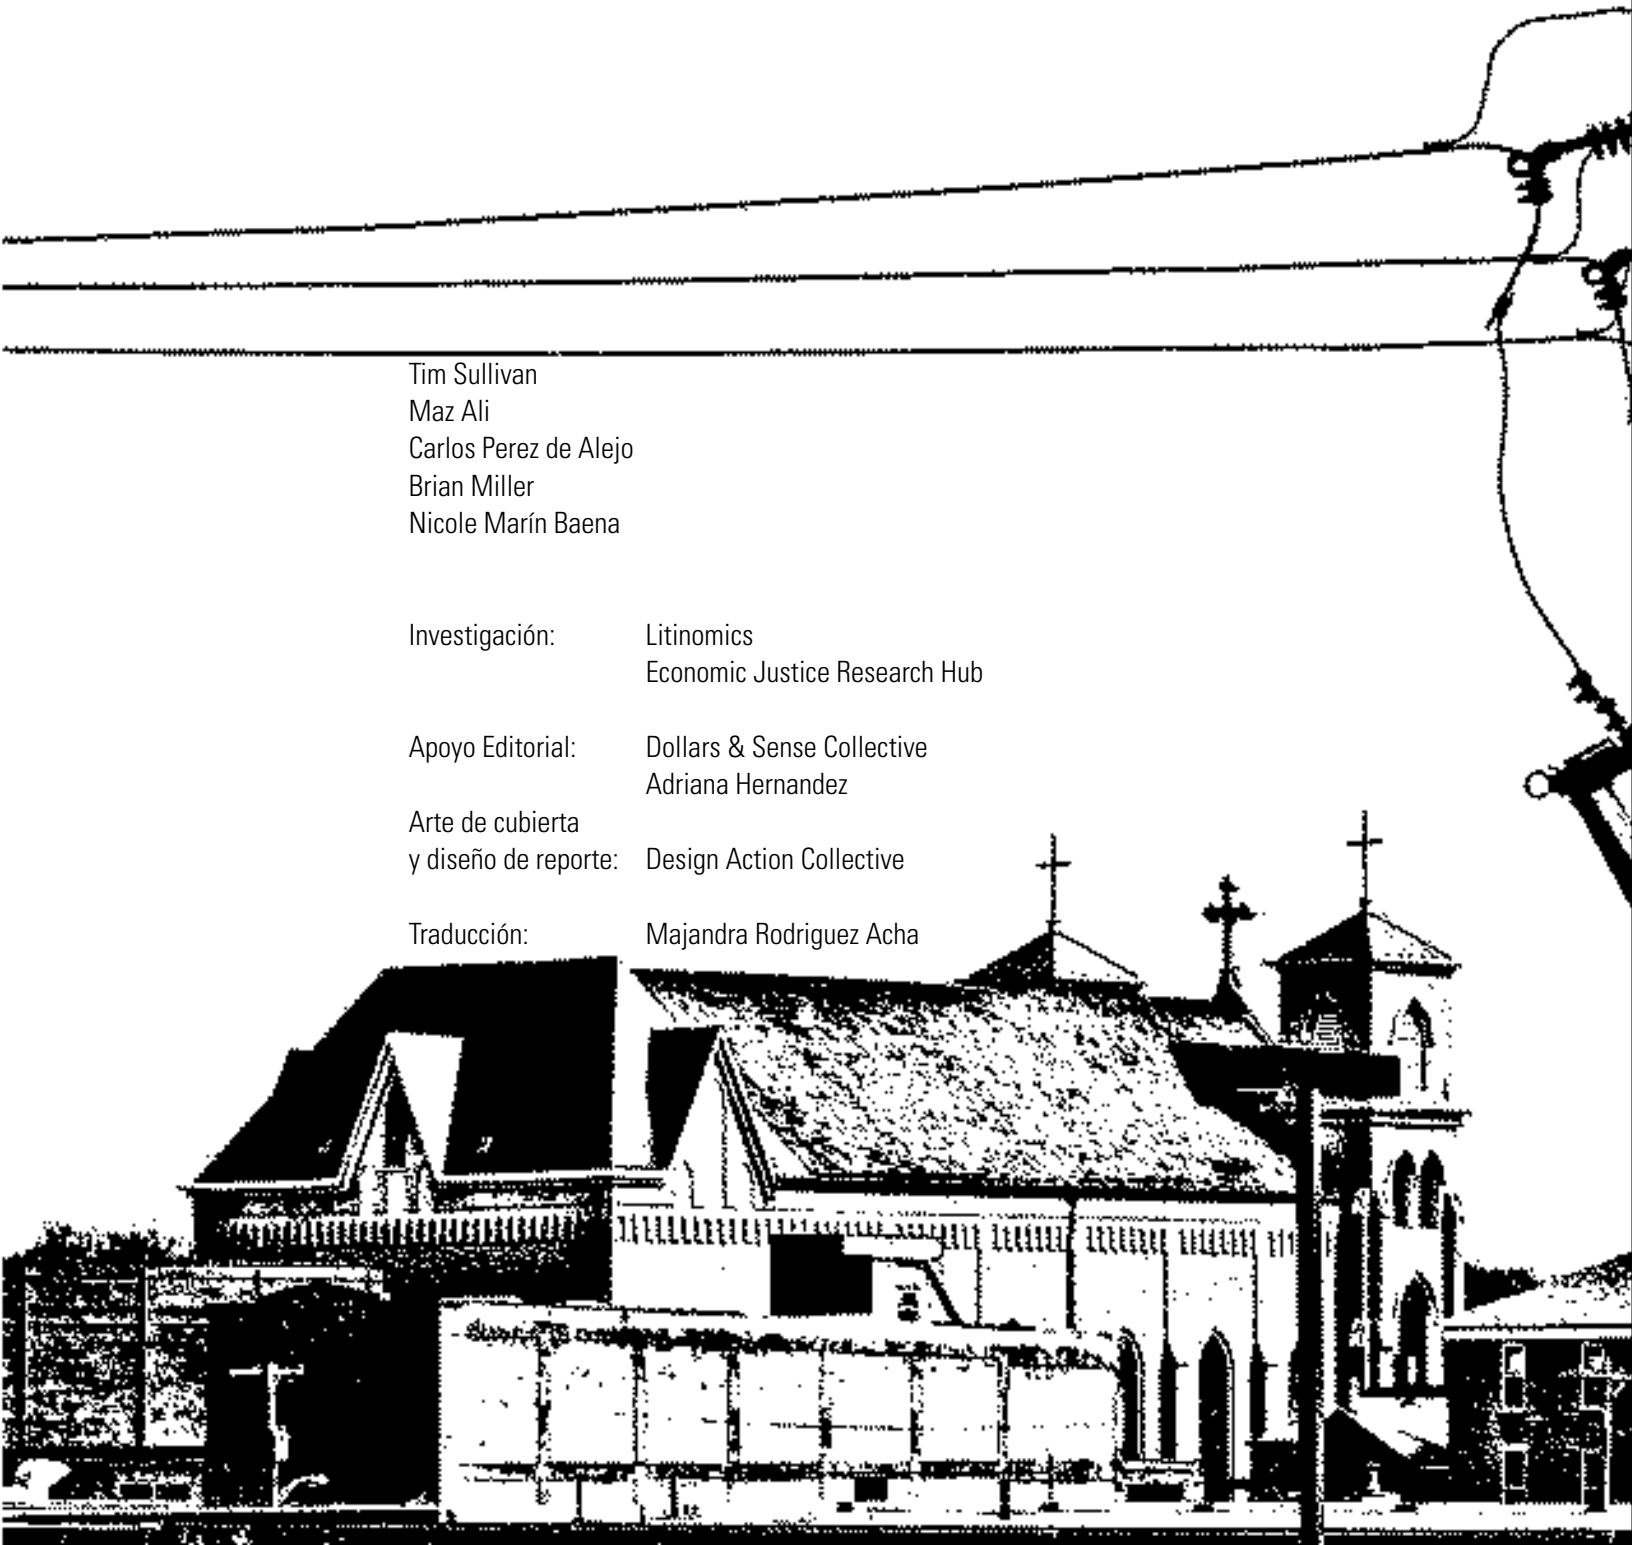 Tim Sullivan
Maz Ali
Carlos Perez de Alejo
Brian Miller
Nicole Marín Baena
Investigación: Litinomics
Economic Justice Research Hub
Apoyo Editorial: Dollars & Sense Collective
Adriana Hernandez
Arte de cubierta
y diseño de reporte: Design Action Collective
Traducción: Majandra Rodriguez Acha